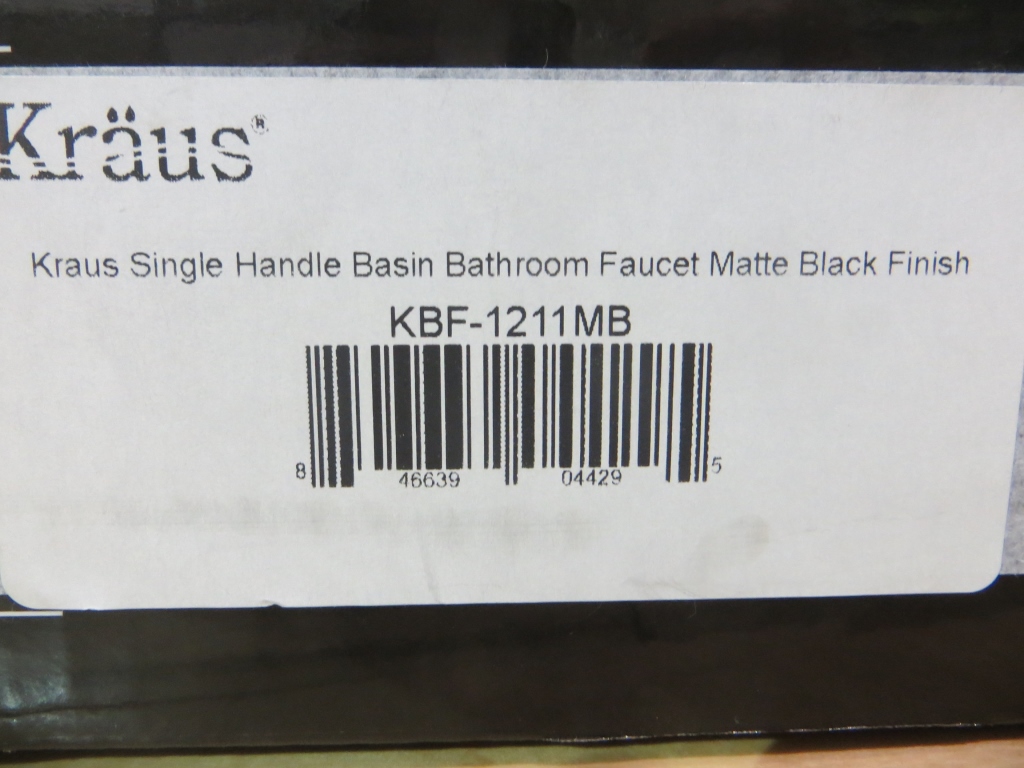 Kräus®
Kraus Single Handle Basin Bathroom Faucet Matte Black Finish
KBF-1211MB
8 46639 04429 5